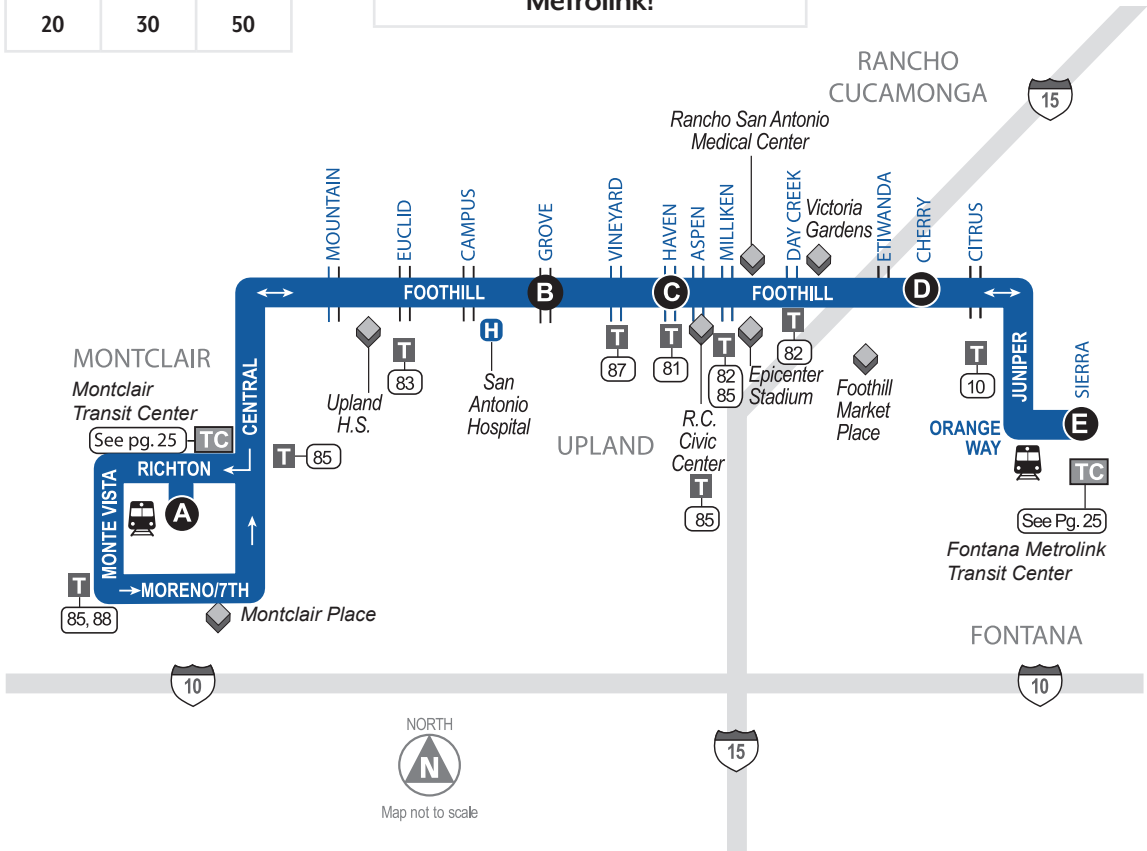 20 30 50
Metrolink!
RANCHO
CUCAMONGA
15
Rancho San Antonio
Medical Center
MOUNTAIN
EUCLID
CAMPUS
GROVE
VINEYARD
HAVEN
ASPEN
MILLIKEN
DAY CREEK
Victoria
Gardens
ETIWANDA
CHERRY
CITRUS
FOOTHILL
B
C
FOOTHILL
D
MONTCLAIR
Montclair
Transit Center
See pg. 25
TC
CENTRAL
T
85
RICHTON
MONTE VISTA
A
MORENO/7TH
T
85, 88
Montclair Place
Upland
H.S.
T
83
H
San
Antonio
Hospital
UPLAND
T
87
T
81
R.C.
Civic
Center
T
85
T
82
85
Epicenter
Stadium
T
82
Foothill
Market
Place
T
10
JUNIPER
ORANGE
WAY
SIERRA
E
TC
See Pg. 25
Fontana Metrolink
Transit Center
FONTANA
10
10
15
NORTH
N
Map not to scale